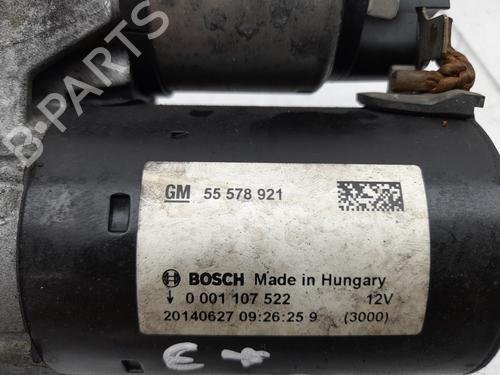 B-PARTS
GM 55 578 921
BOSCH Made in Hungary
0 001 107 522 12V
20140627 09:26:25 9 (3000)